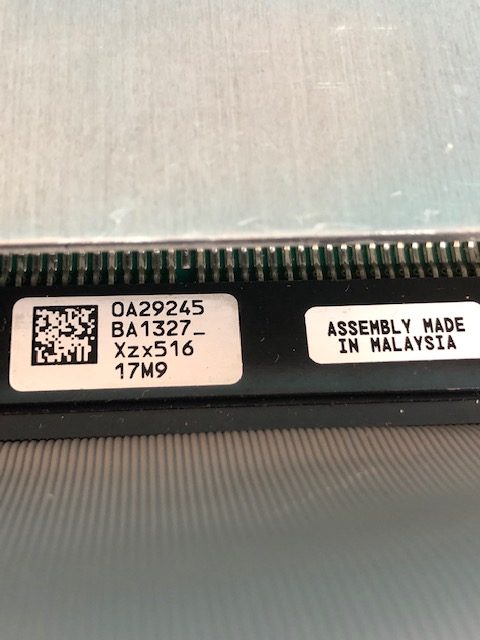 0A29245
BA1327_
Xzx516
17M9
ASSEMBLY MADE
IN MALAYSIA